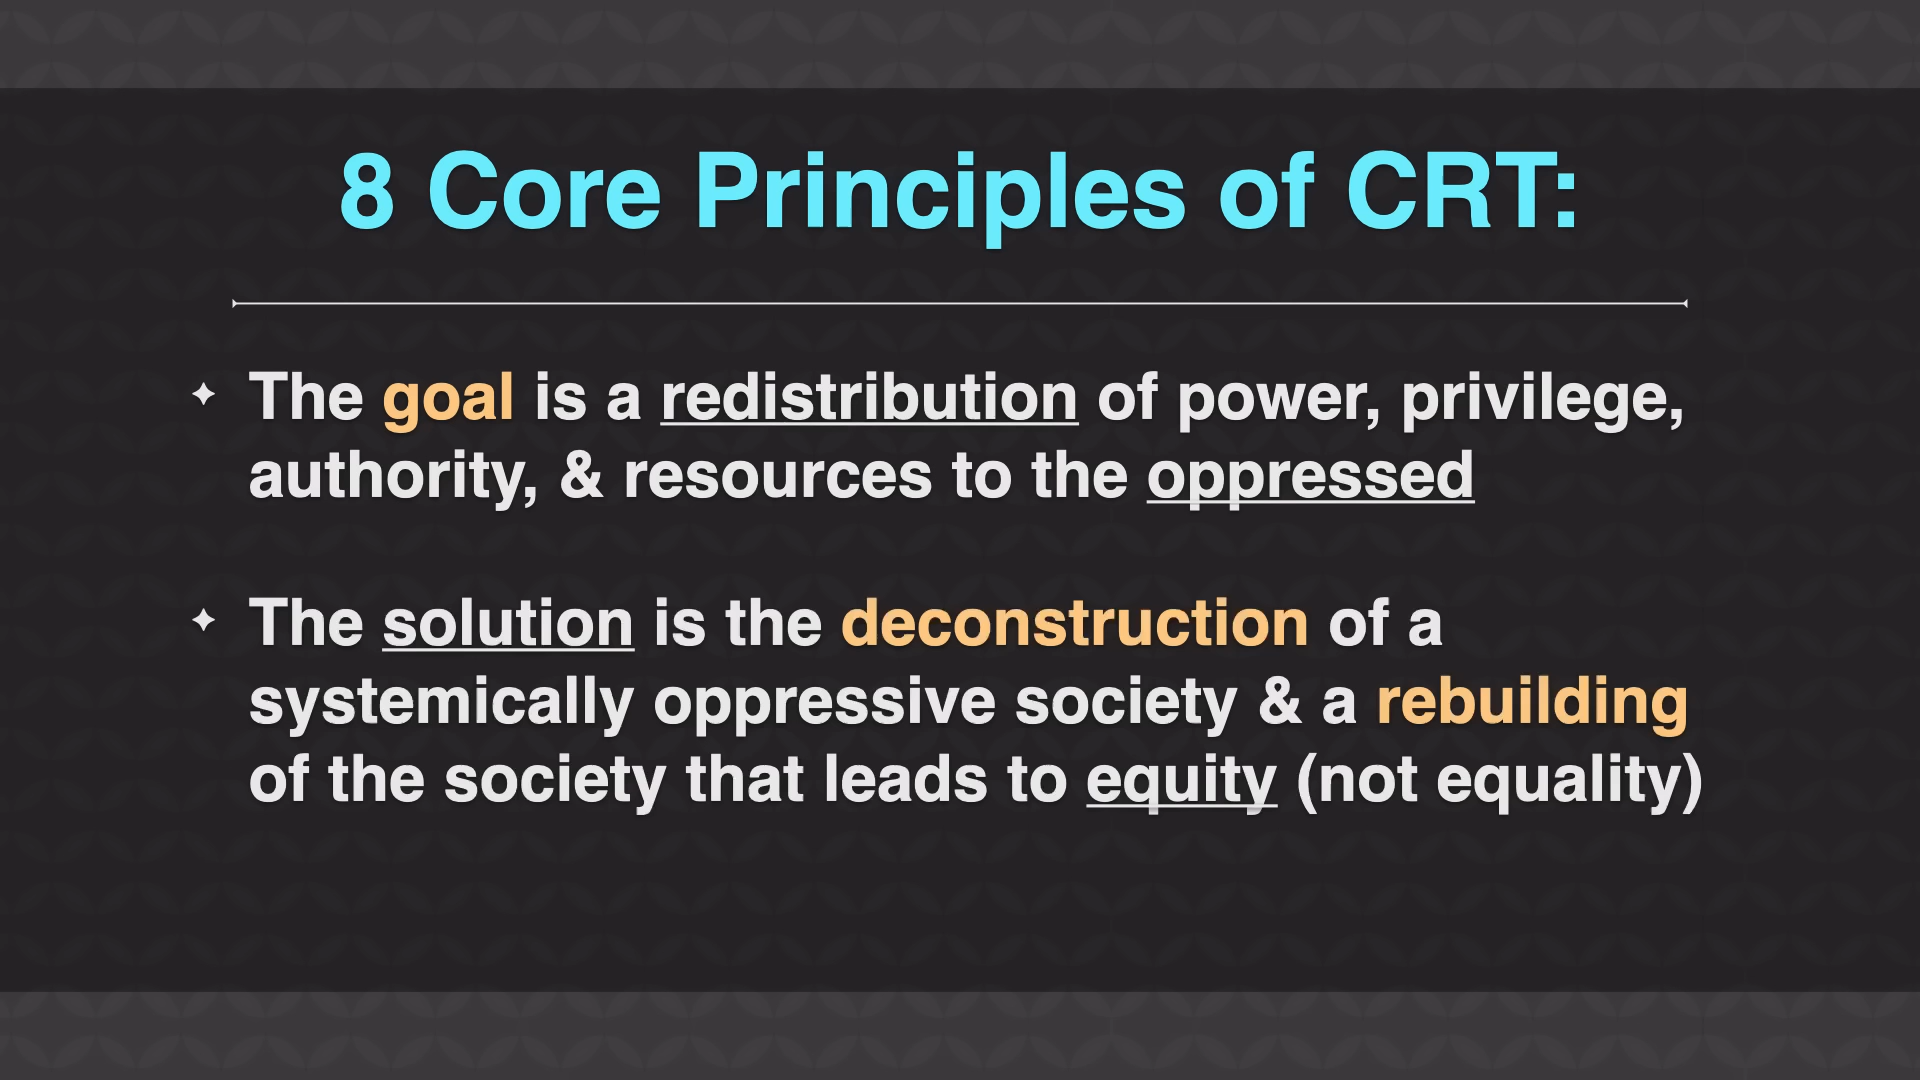 8 Core Principles of CRT:
The goal is a redistribution of power, privilege,
authority, & resources to the oppressed
The solution is the deconstruction of a
systemically oppressive society & a rebuilding
of the society that leads to equity (not equality)